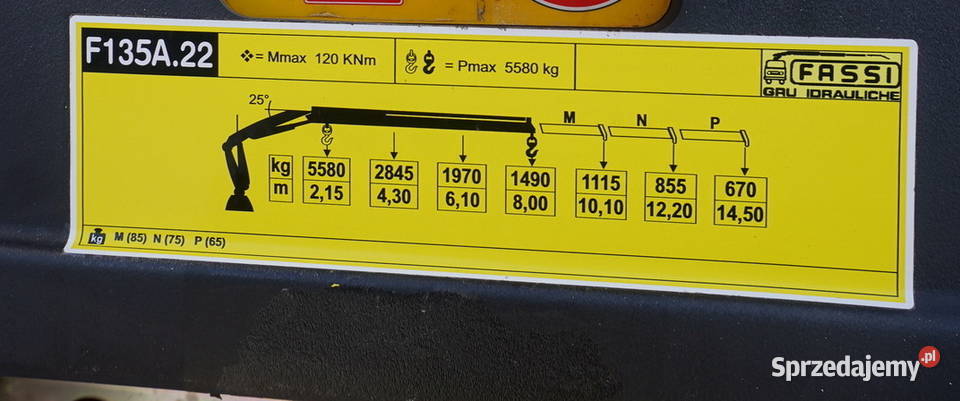 F135A.22
= Mmax 120 KNm
= Pmax 5580 kg
FASSI
GRU IDRAULICHE
25°
M N P
kg 5580 2845 1970 1490 1115 855 670
m 2,15 4,30 6,10 8,00 10,10 12,20 14,50
kg M (85) N (75) P (65)
Sprzedajemy.pl